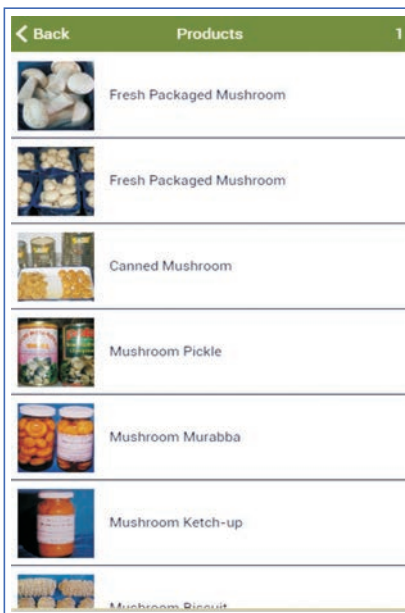 Back Products 1
Fresh Packaged Mushroom
Fresh Packaged Mushroom
Canned Mushroom
Mushroom Pickle
Mushroom Murabba
Mushroom Ketch-up
Mushroom Biscuit